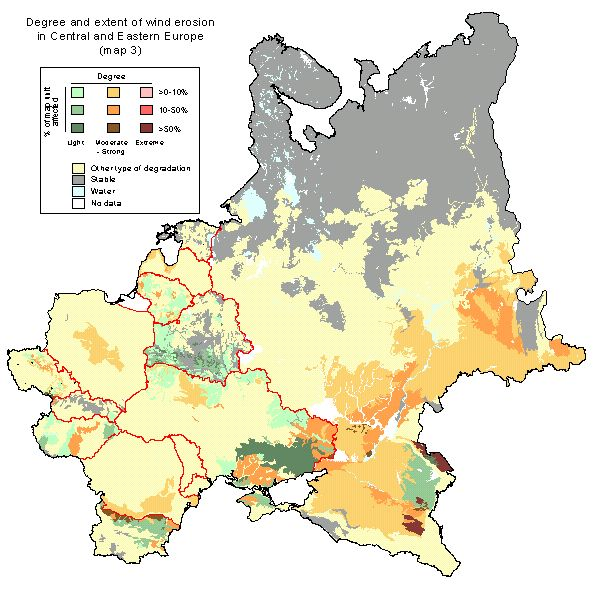 Degree and extent of wind erosion
in Central and Eastern Europe
(map 3)
Degree
% of map unit
affected
>0-10%
10-50%
>50%
Light Moderate Extreme
- Strong
Other type of degradation
Stable
Water
No data